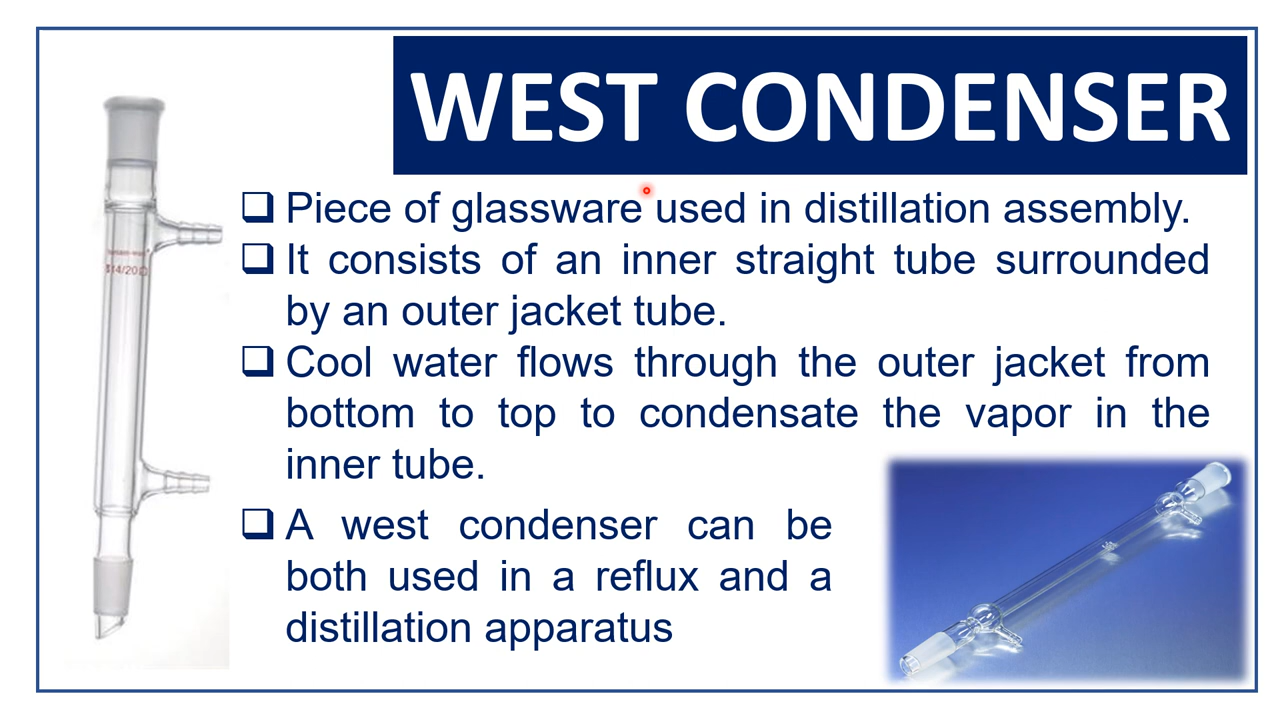 WEST CONDENSER
Piece of glassware used in distillation assembly.
It consists of an inner straight tube surrounded
by an outer jacket tube.
Cool water flows through the outer jacket from
bottom to top to condensate the vapor in the
inner tube.
A west condenser can be
both used in a reflux and a
distillation apparatus
14/20